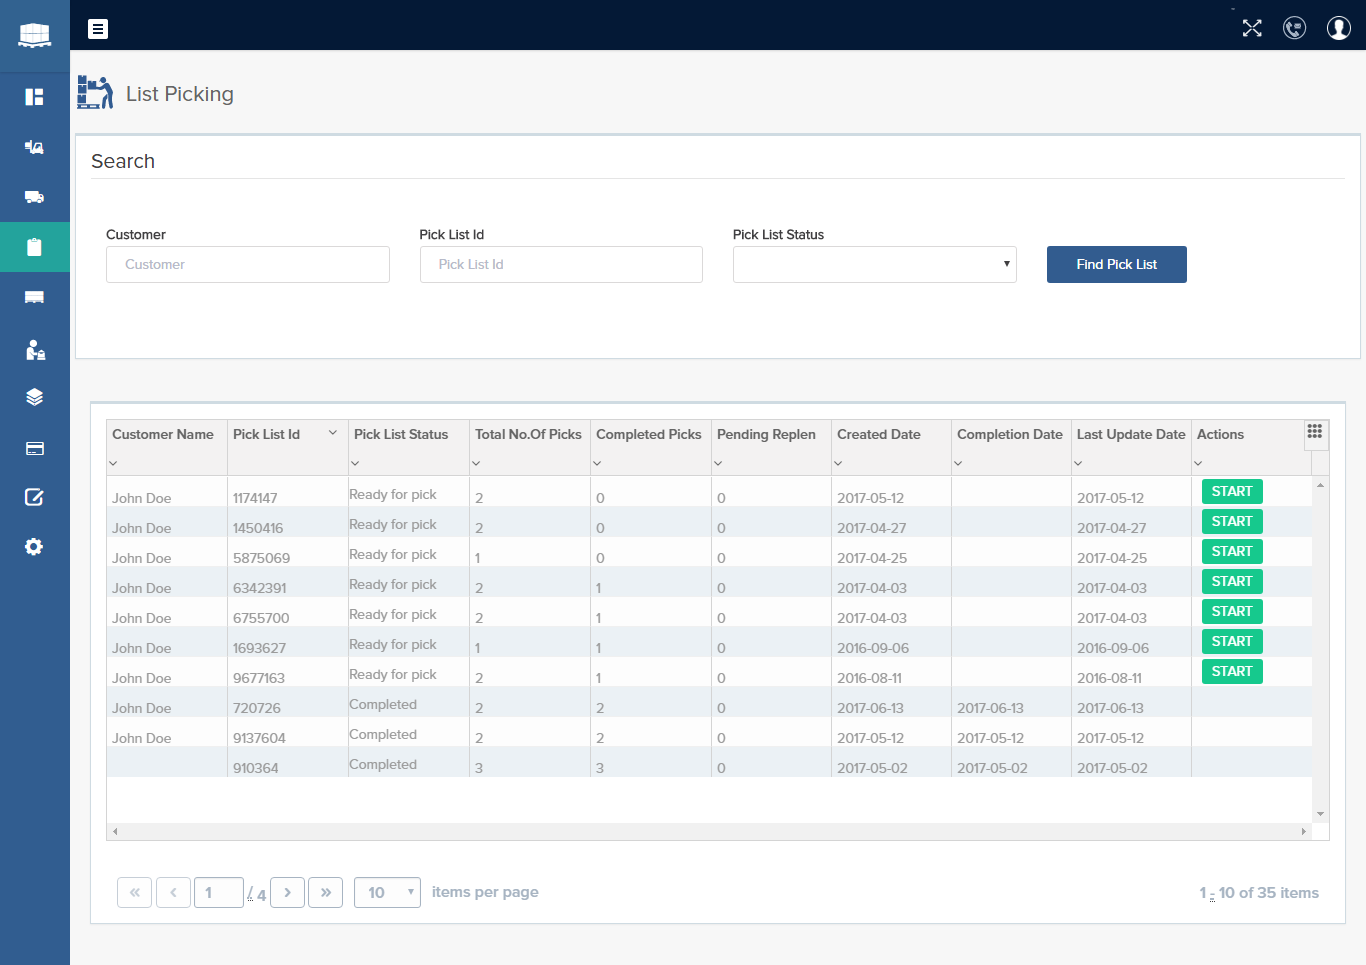 List Picking
Search
Customer Pick List Id Pick List Status
Customer Pick List Id Find Pick List
Customer Name Pick List Id Pick List Status Total No.Of Picks Completed Picks Pending Replen Created Date Completion Date Last Update Date Actions
John Doe 1174147 Ready for pick 2 0 0 2017-05-12 2017-05-12 START
John Doe 1450416 Ready for pick 2 0 0 2017-04-27 2017-04-27 START
John Doe 5875069 Ready for pick 1 0 0 2017-04-25 2017-04-25 START
John Doe 6342391 Ready for pick 2 1 0 2017-04-03 2017-04-03 START
John Doe 6755700 Ready for pick 2 1 0 2017-04-03 2017-04-03 START
John Doe 1693627 Ready for pick 1 1 0 2016-09-06 2016-09-06 START
John Doe 9677163 Ready for pick 2 1 0 2016-08-11 2016-08-11 START
John Doe 720726 Completed 2 2 0 2017-06-13 2017-06-13 2017-06-13
John Doe 9137604 Completed 2 2 0 2017-05-12 2017-05-12 2017-05-12
910364 Completed 3 3 0 2017-05-02 2017-05-02 2017-05-02
« ‹ 1 / 4 › » 10 items per page 1 - 10 of 35 items